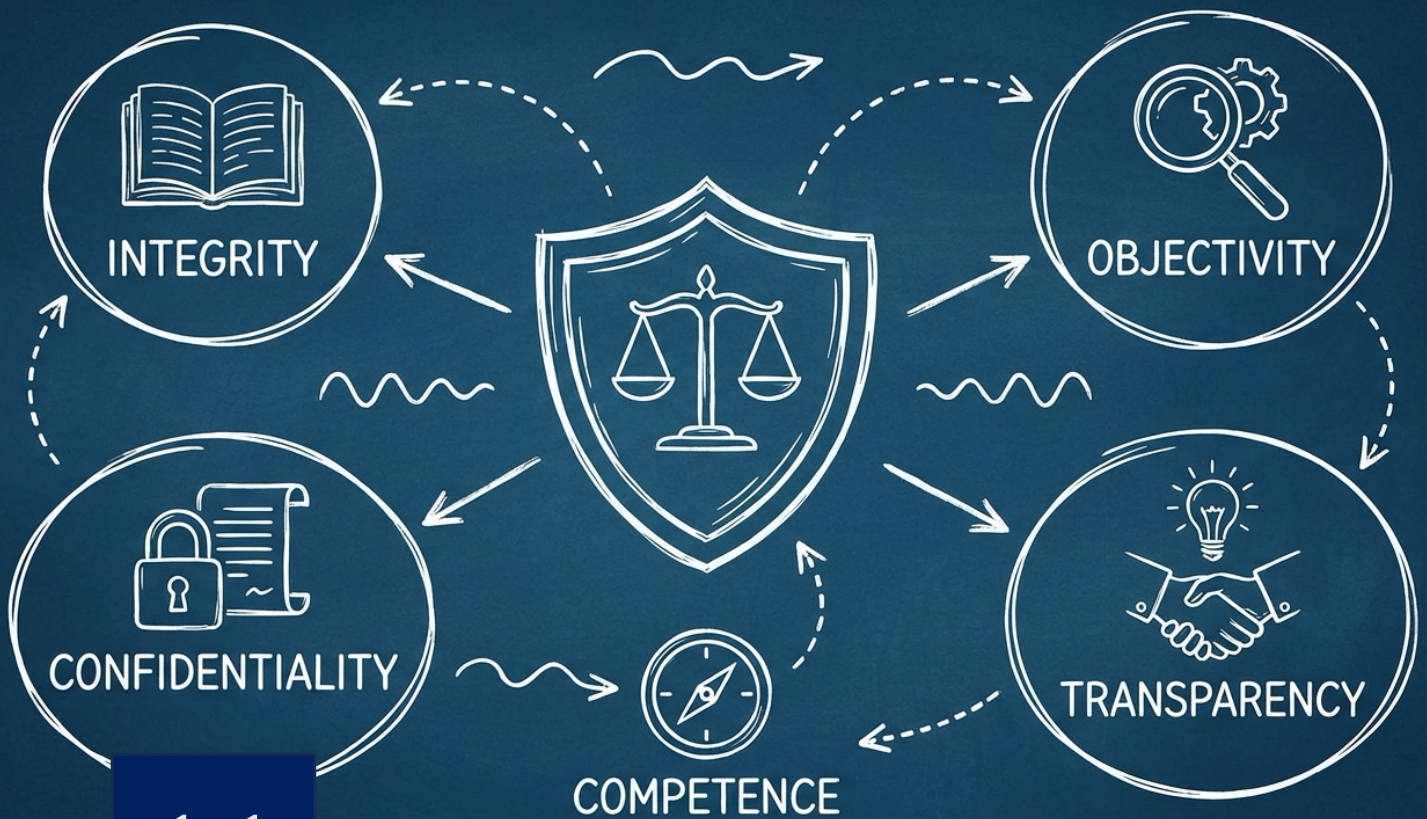 INTEGRITY
OBJECTIVITY
CONFIDENTIALITY
TRANSPARENCY
COMPETENCE